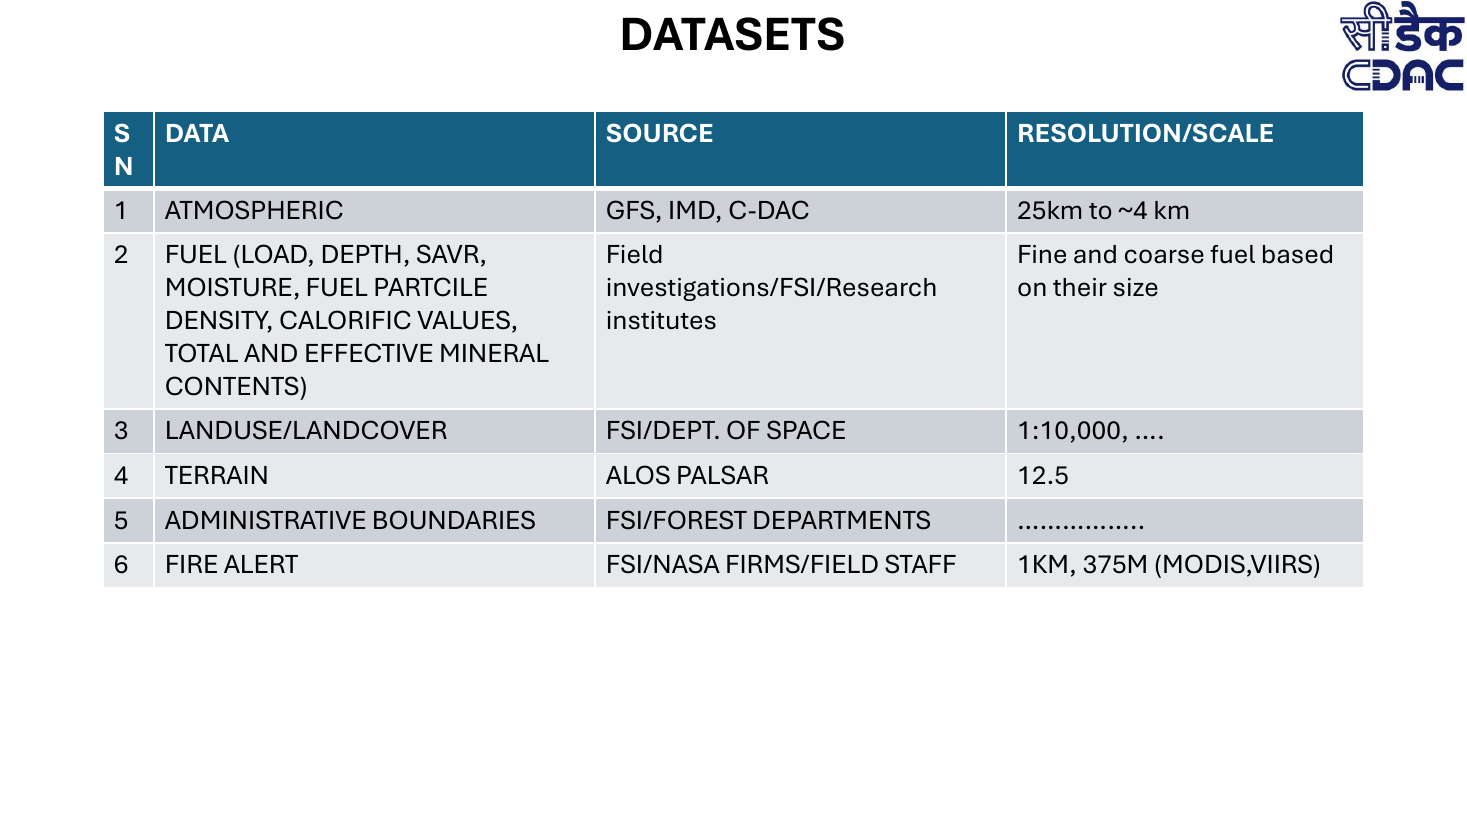 DATASETS
सी डैक
CDAC
S
N
DATA
SOURCE
RESOLUTION/SCALE
1
ATMOSPHERIC
GFS, IMD, C-DAC
25km to ~4 km
2
FUEL (LOAD, DEPTH, SAVR,
MOISTURE, FUEL PARTCILE
DENSITY, CALORIFIC VALUES,
TOTAL AND EFFECTIVE MINERAL
CONTENTS)
Field
investigations/FSI/Research
institutes
Fine and coarse fuel based
on their size
3
LANDUSE/LANDCOVER
FSI/DEPT. OF SPACE
1:10,000, ....
4
TERRAIN
ALOS PALSAR
12.5
5
ADMINISTRATIVE BOUNDARIES
FSI/FOREST DEPARTMENTS
.................
6
FIRE ALERT
FSI/NASA FIRMS/FIELD STAFF
1KM, 375M (MODIS,VIIRS)